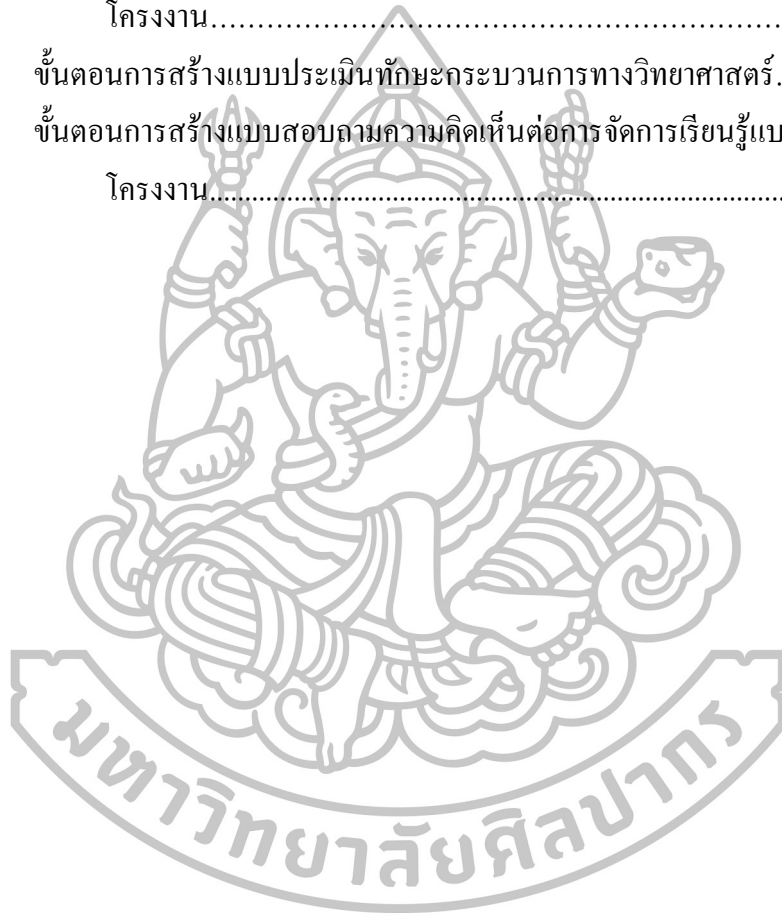 โครงงาน……………………………………………………………
ขั้นตอนการสร้างแบบประเมินทักษะกระบวนการทางวิทยาศาสตร์.
ขั้นตอนการสร้างแบบสอบถามความคิดเห็นต่อการจัดการเรียนรู้แบ
โครงงาน...............................................................................................
มหาวิทยาลัยศิลปากร